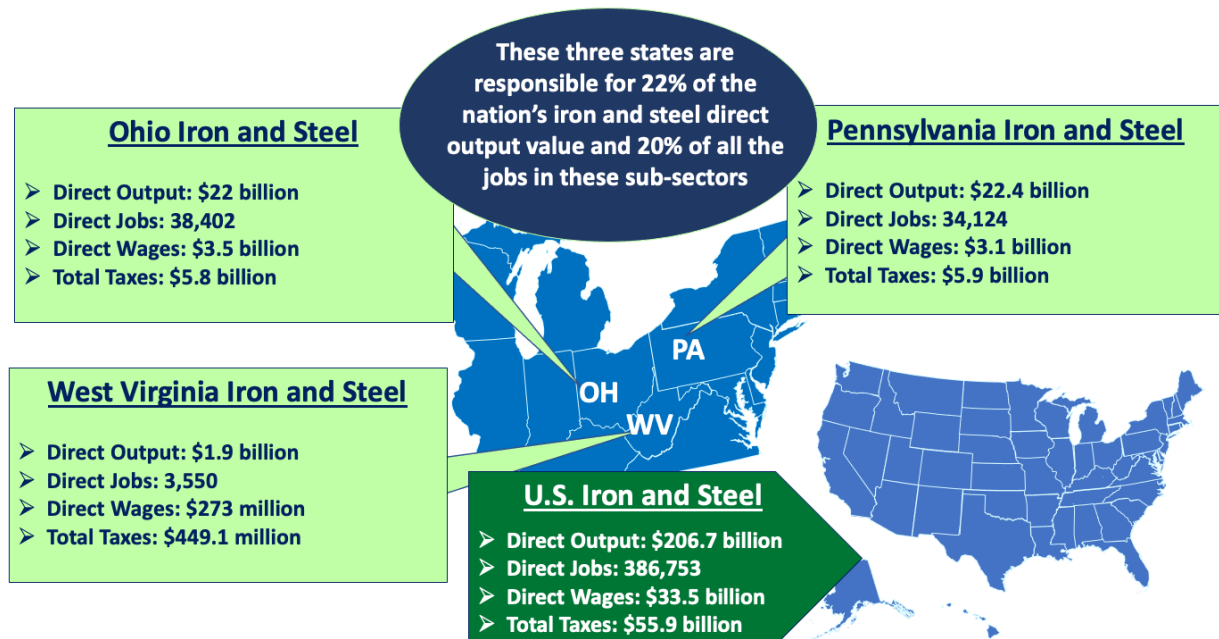 These three states are
responsible for 22% of the
nation's iron and steel direct
output value and 20% of all the
jobs in these sub-sectors
Ohio Iron and Steel
➢ Direct Output: $22 billion
➢ Direct Jobs: 38,402
➢ Direct Wages: $3.5 billion
➢ Total Taxes: $5.8 billion
Pennsylvania Iron and Steel
➢ Direct Output: $22.4 billion
➢ Direct Jobs: 34,124
➢ Direct Wages: $3.1 billion
➢ Total Taxes: $5.9 billion
PA
OH
WV
West Virginia Iron and Steel
➢ Direct Output: $1.9 billion
➢ Direct Jobs: 3,550
➢ Direct Wages: $273 million
➢ Total Taxes: $449.1 million
U.S. Iron and Steel
➢ Direct Output: $206.7 billion
➢ Direct Jobs: 386,753
➢ Direct Wages: $33.5 billion
➢ Total Taxes: $55.9 billion